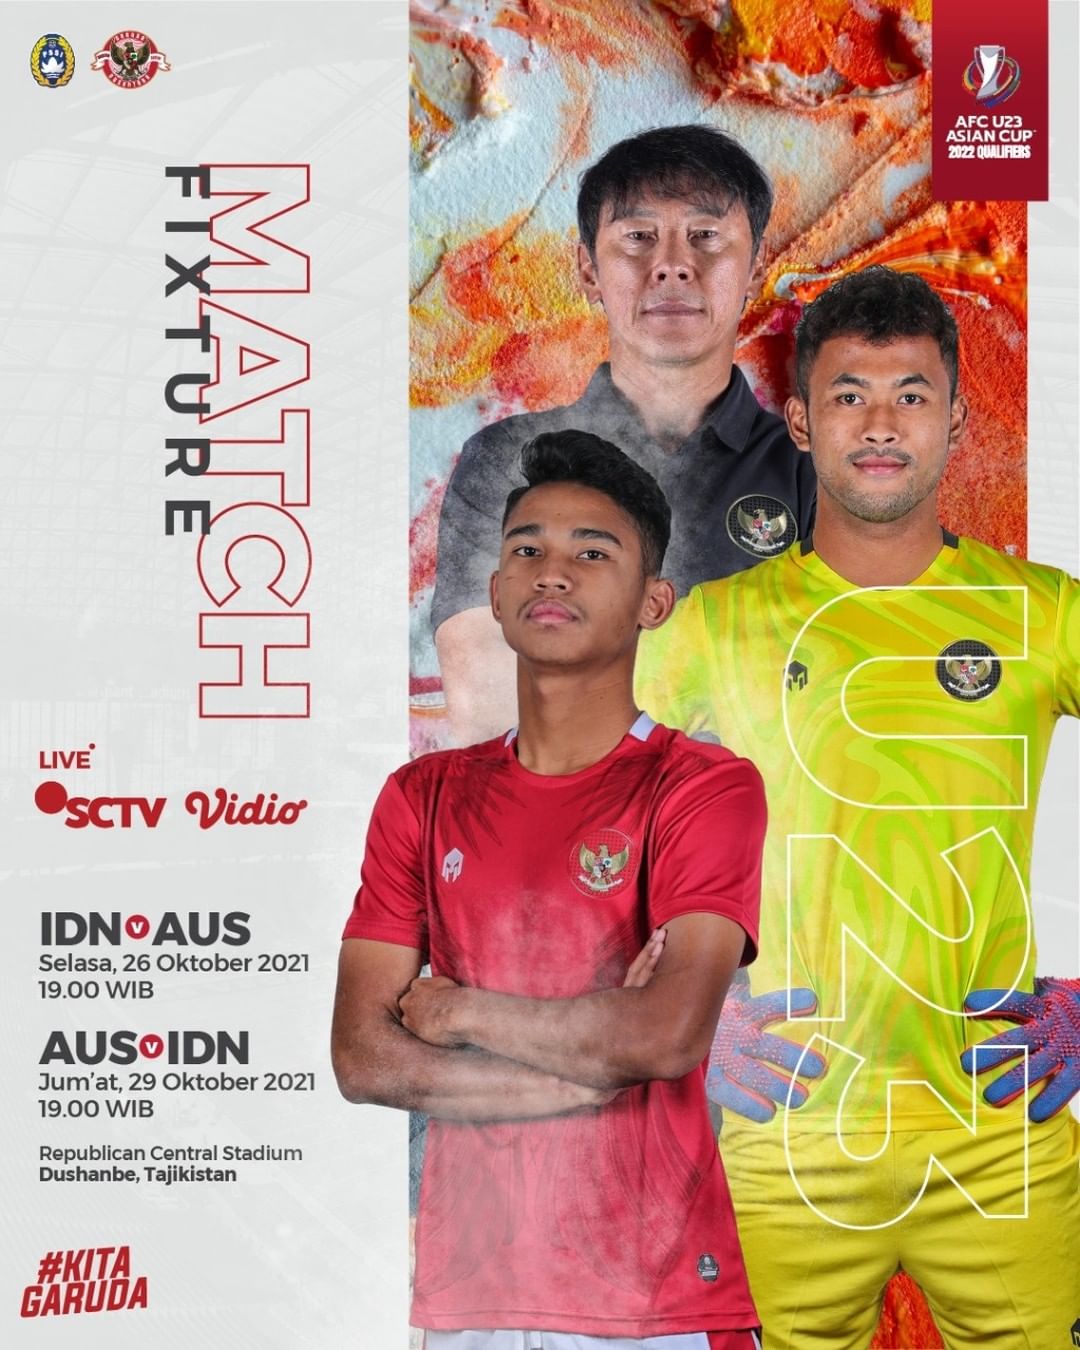 PSSI
AFC U23
ASIAN CUP
2022 QUALIFIERS
MATCH
FIXTURE
LIVE
SCTV Vidio
IDN v AUS
Selasa, 26 Oktober 2021
19.00 WIB
AUS v IDN
Jum'at, 29 Oktober 2021
19.00 WIB
Republican Central Stadium
Dushanbe, Tajikistan
#KITA
GARUDA
U23